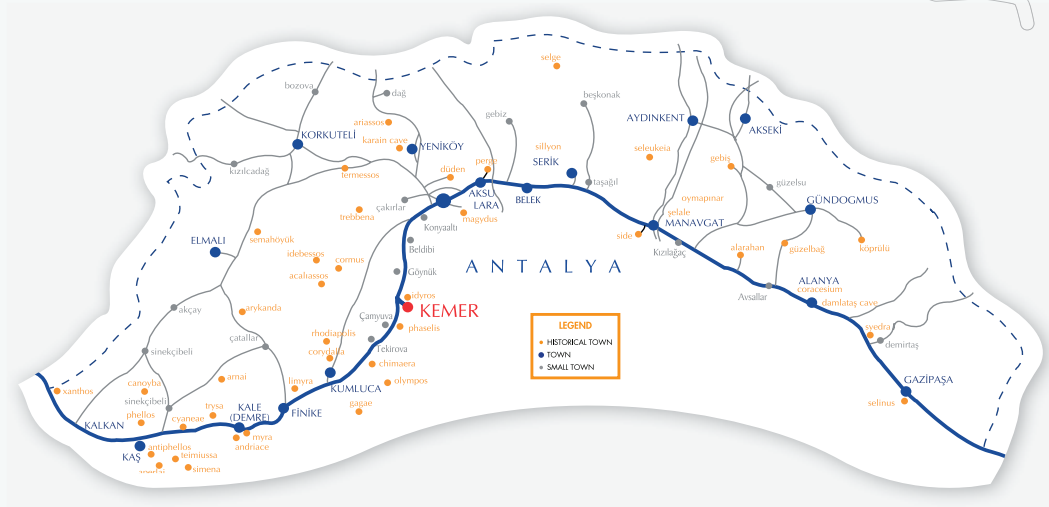 selge
bozova
dağ
beşkonak
gebiz
ariassos
AYDINKENT
AKSEKİ
KORKUTELİ
karain cave
YENİKÖY
sillyon
seleukeia
gebiş
kızılcadağ
termessos
düden
perge
SERİK
taşağıl
güzelsu
AKSU
LARA
BELEK
oymapınar
GÜNDOGMUS
çakırlar
trebbena
Konyaaltı
magydus
şelale
MANAVGAT
semahöyük
side
ELMALI
Beldibi
Kızılağaç
alarahan
güzelbağ
köprülü
idebessos
cormus
acalıassos
Göynük
ANTALYA
ALANYA
coracesium
damlataş cave
Avsallar
idyros
KEMER
akçay
arykanda
Çamyuva
phaselis
LEGEND
HISTORICAL TOWN
TOWN
SMALL TOWN
syedra
demirtaş
rhodiapolis
corydalla
Tekirova
çatallar
sinekçibeli
chimaera
olympos
xanthos
canovba
arnai
limyra
KUMLUCA
GAZİPAŞA
selinus
sinekçibeli
gagae
phellos
cyaneae
trysa
KALE
(DEMRE)
FİNİKE
KALKAN
myra
andriace
KAŞ
antiphellos
teimiussa
simena